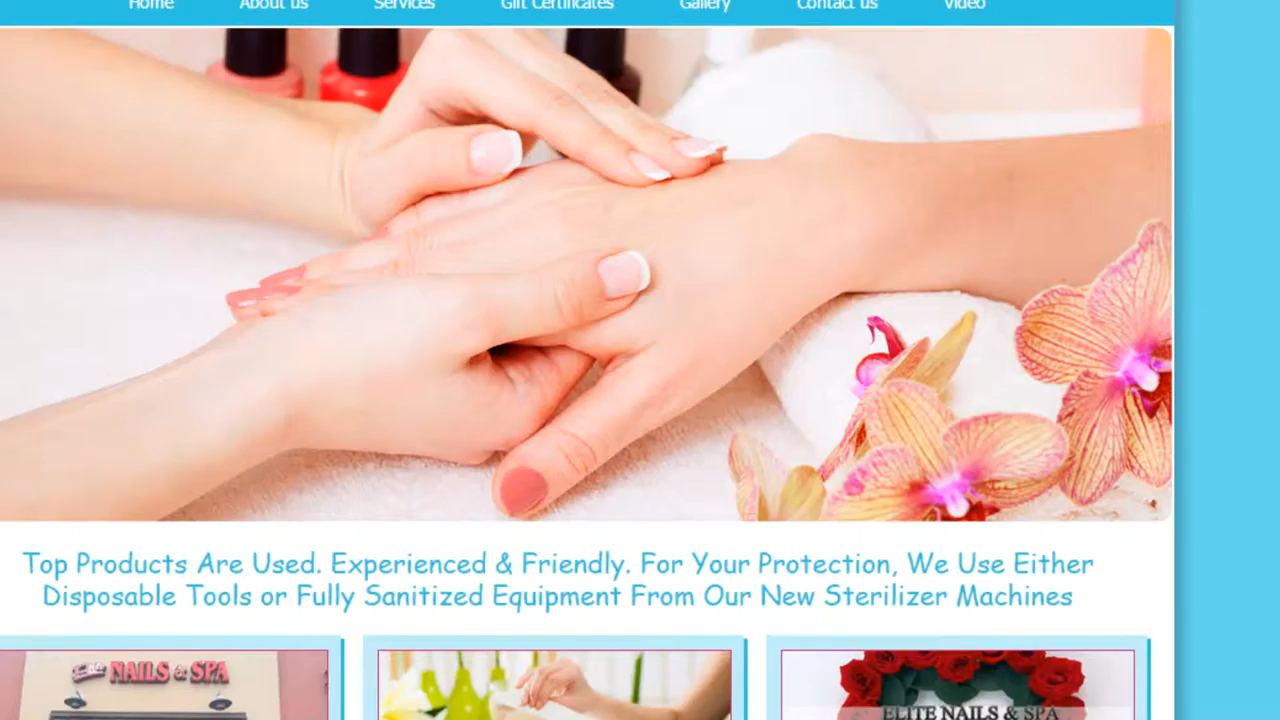 Home About us Services Gift Certificates Gallery Contact us Video
Top Products Are Used. Experienced & Friendly. For Your Protection, We Use Either
Disposable Tools or Fully Sanitized Equipment From Our New Sterilizer Machines
NAILS & SPA
ELITE NAILS & SPA